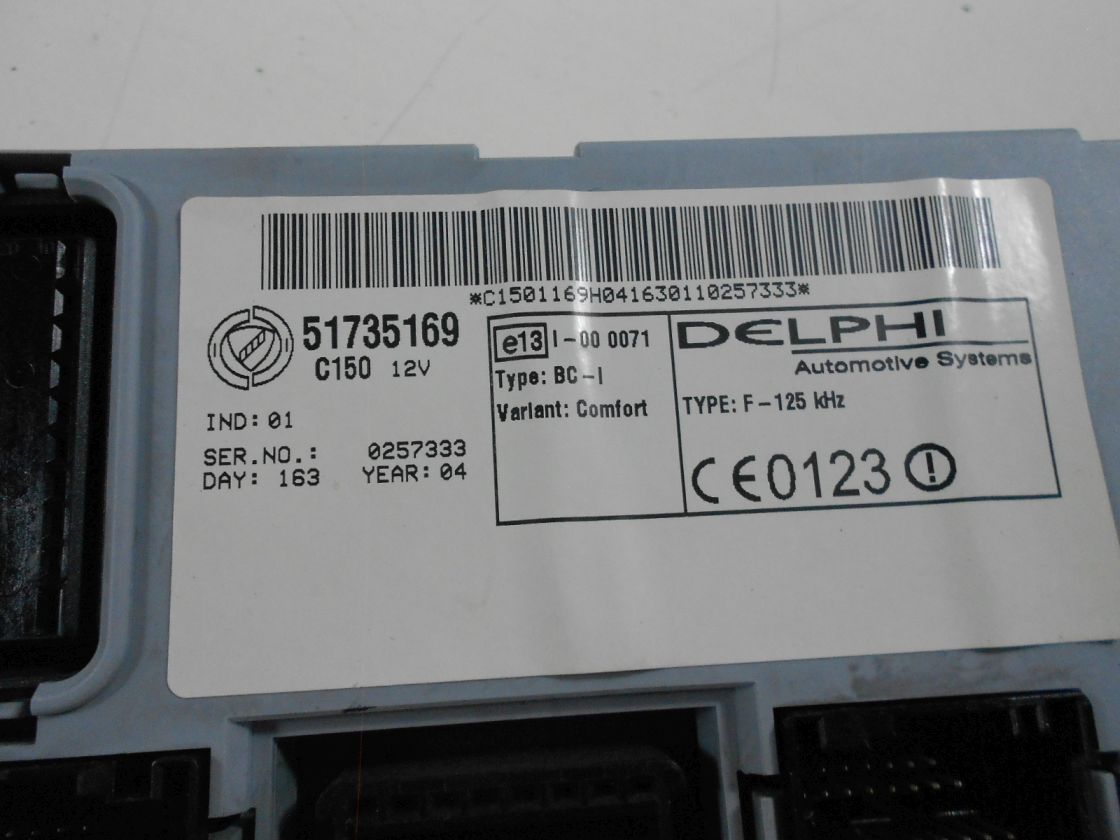 *C1501169H041630110257333*
51735169
C150 12V
IND: 01
SER.NO.: 0257333
DAY: 163 YEAR: 04
e13 I-00 0071
Type: BC-I
Variant: Comfort
DELPHI
Automotive Systems
TYPE: F-125 kHz
CE0123